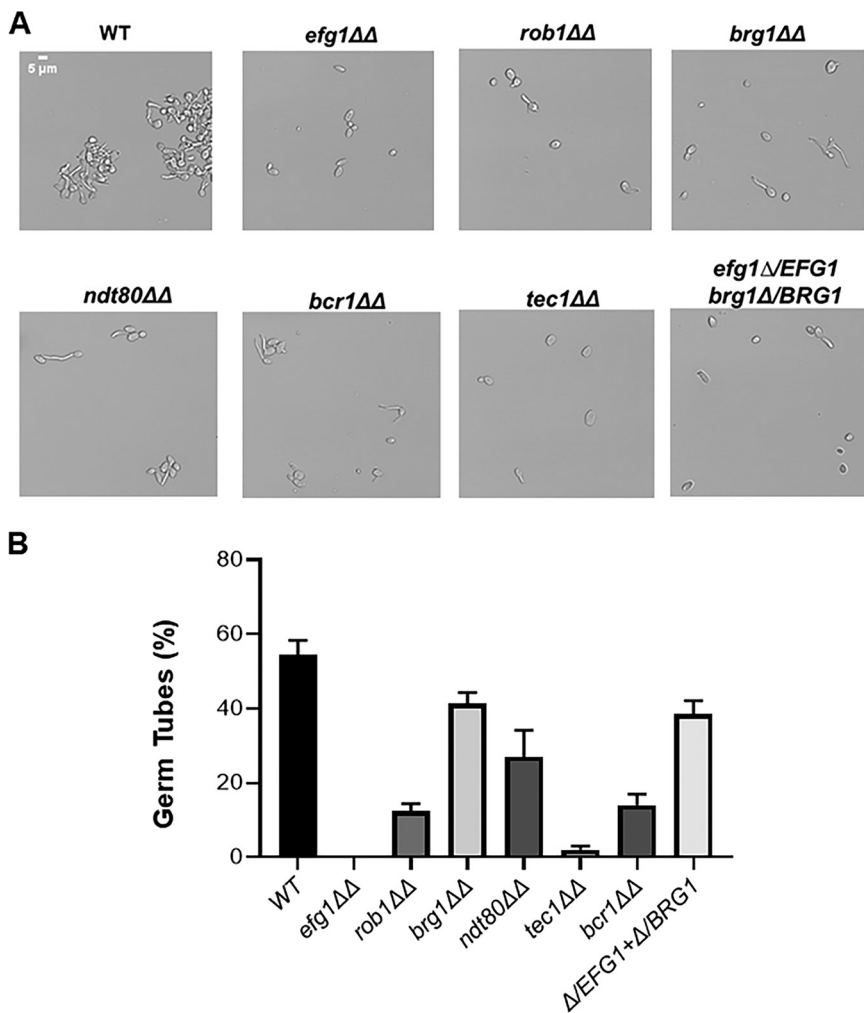 A
WT
efg1ΔΔ
rob1ΔΔ
brg1ΔΔ
5 μm
ndt80ΔΔ
bcr1ΔΔ
tec1ΔΔ
efg1Δ/EFG1
brg1Δ/BRG1
B
Germ Tubes (%)
80
60
40
20
0
WT
efg1ΔΔ
rob1ΔΔ
brg1ΔΔ
ndt80ΔΔ
tec1ΔΔ
bcr1ΔΔ
Δ/EFG1+Δ/BRG1